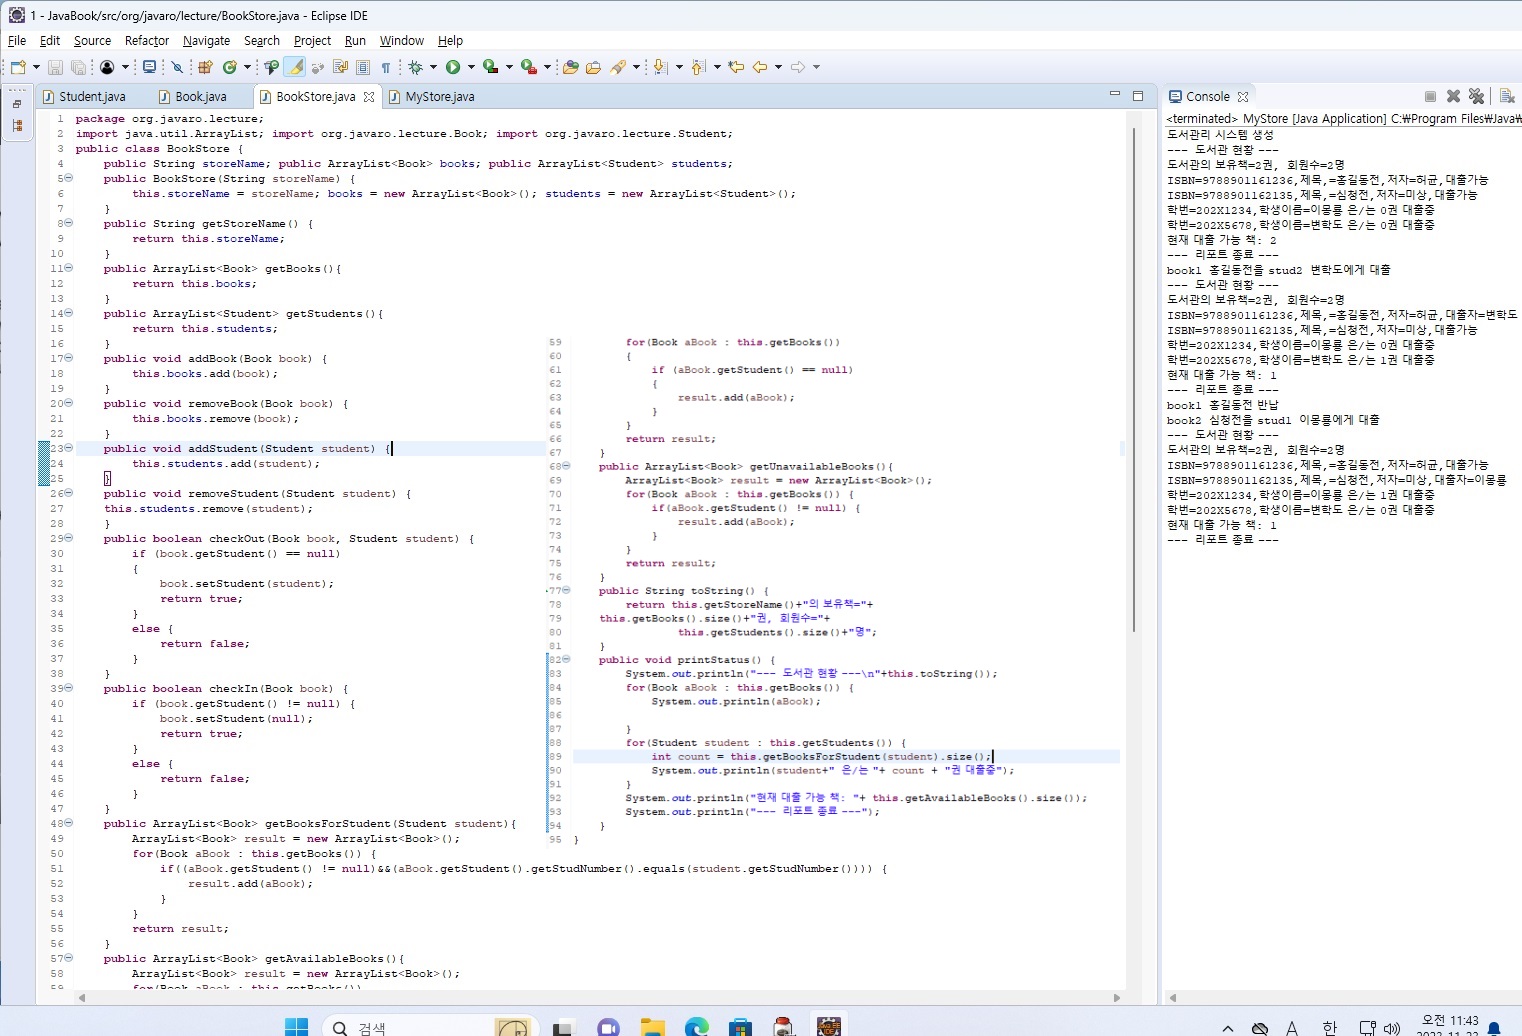 1 - JavaBook/src/org/javaro/lecture/BookStore.java - Eclipse IDE
File Edit Source Refactor Navigate Search Project Run Window Help
Student.java Book.java BookStore.java MyStore.java
1 package org.javaro.lecture;
2 import java.util.ArrayList; import org.javaro.lecture.Book; import org.javaro.lecture.Student;
3 public class BookStore {
4 public String storeName; public ArrayList<Book> books; public ArrayList<Student> students;
5 public BookStore(String storeName) {
6 this.storeName = storeName; books = new ArrayList<Book>(); students = new ArrayList<Student>();
7 }
8 public String getStoreName() {
9 return this.storeName;
10 }
11 public ArrayList<Book> getBooks(){
12 return this.books;
13 }
14 public ArrayList<Student> getStudents(){
15 return this.students;
16 }
17 public void addBook(Book book) {
18 this.books.add(book);
19 }
20 public void removeBook(Book book) {
21 this.books.remove(book);
22 }
23 public void addStudent(Student student) {
24 this.students.add(student);
25 }
26 public void removeStudent(Student student) {
27 this.students.remove(student);
28 }
29 public boolean checkOut(Book book, Student student) {
30 if (book.getStudent() == null)
31 {
32 book.setStudent(student);
33 return true;
34 }
35 else {
36 return false;
37 }
38 }
39 public boolean checkIn(Book book) {
40 if (book.getStudent() != null) {
41 book.setStudent(null);
42 return true;
43 }
44 else {
45 return false;
46 }
47 }
48 public ArrayList<Book> getBooksForStudent(Student student){
49 ArrayList<Book> result = new ArrayList<Book>();
50 for(Book aBook : this.getBooks()) {
51 if((aBook.getStudent() != null)&&(aBook.getStudent().getStudNumber().equals(student.getStudNumber()))) {
52 result.add(aBook);
53 }
54 }
55 return result;
56 }
57 public ArrayList<Book> getAvailableBooks(){
58 ArrayList<Book> result = new ArrayList<Book>();
59 for(Book aBook : this.getBooks())
59 for(Book aBook : this.getBooks())
60 {
61 if (aBook.getStudent() == null)
62 {
63 result.add(aBook);
64 }
65 }
66 return result;
67 }
68 public ArrayList<Book> getUnavailableBooks(){
69 ArrayList<Book> result = new ArrayList<Book>();
70 for(Book aBook : this.getBooks()) {
71 if(aBook.getStudent() != null) {
72 result.add(aBook);
73 }
74 }
75 return result;
76 }
77 public String toString() {
78 return this.getStoreName()+"의 보유책="+
79 this.getBooks().size()+"권, 회원수="+
80 this.getStudents().size()+"명";
81 }
82 public void printStatus() {
83 System.out.println("--- 도서관 현황 ---\n"+this.toString());
84 for(Book aBook : this.getBooks()) {
85 System.out.println(aBook);
86
87 }
88 for(Student student : this.getStudents()) {
89 int count = this.getBooksForStudent(student).size();
90 System.out.println(student+" 은/는 "+ count + "권 대출중");
91 }
92 System.out.println("현재 대출 가능 책: "+ this.getAvailableBooks().size());
93 System.out.println("--- 리포트 종료 ---");
94 }
95 }
Console
<terminated> MyStore [Java Application] C:₩Program Files₩Java₩
도서관리 시스템 생성
--- 도서관 현황 ---
도서관의 보유책=2권, 회원수=2명
ISBN=9788901161236,제목,=홍길동전,저자=허균,대출가능
ISBN=9788901162135,제목,=심청전,저자=미상,대출가능
학번=202X1234,학생이름=이몽룡 은/는 0권 대출중
학번=202X5678,학생이름=변학도 은/는 0권 대출중
현재 대출 가능 책: 2
--- 리포트 종료 ---
book1 홍길동전을 stud2 변학도에게 대출
--- 도서관 현황 ---
도서관의 보유책=2권, 회원수=2명
ISBN=9788901161236,제목,=홍길동전,저자=허균,대출자=변학도
ISBN=9788901162135,제목,=심청전,저자=미상,대출가능
학번=202X1234,학생이름=이몽룡 은/는 0권 대출중
학번=202X5678,학생이름=변학도 은/는 1권 대출중
현재 대출 가능 책: 1
--- 리포트 종료 ---
book1 홍길동전 반납
book2 심청전을 stud1 이몽룡에게 대출
--- 도서관 현황 ---
도서관의 보유책=2권, 회원수=2명
ISBN=9788901161236,제목,=홍길동전,저자=허균,대출가능
ISBN=9788901162135,제목,=심청전,저자=미상,대출자=이몽룡
학번=202X1234,학생이름=이몽룡 은/는 1권 대출중
학번=202X5678,학생이름=변학도 은/는 0권 대출중
현재 대출 가능 책: 1
--- 리포트 종료 ---
검색
A 한 오전 11:43